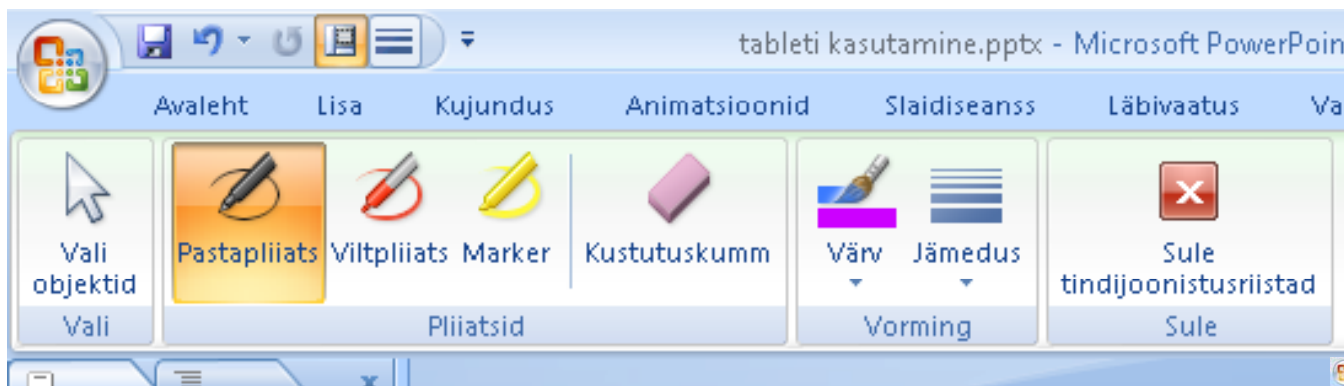 tableti kasutamine.pptx - Microsoft PowerPoin
Avaleht Lisa Kujundus Animatsioonid Slaidiseanss Läbivaatus Va
Vali
objektid
Pastapliiats Viltpliiats Marker Kustutuskumm
Värv Jämedus
Sule
tindijoonistusriistad
Vali Pliiatsid Vorming Sule